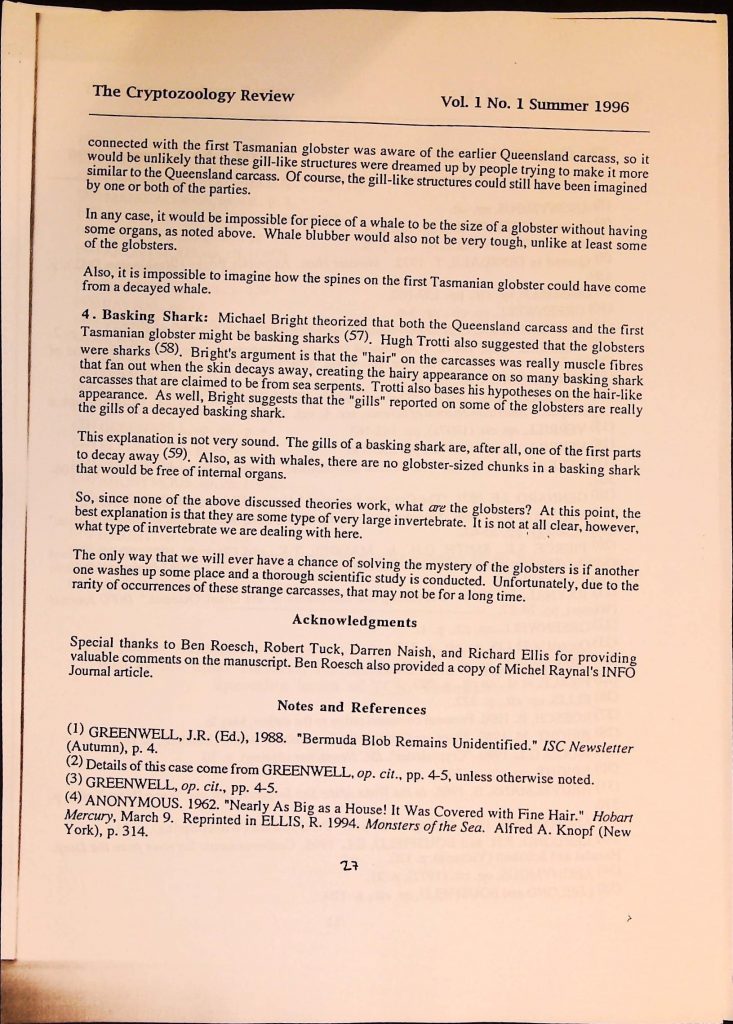 The Cryptozoology Review
Vol. 1 No. 1 Summer 1996
connected with the first Tasmanian globster was aware of the earlier Queensland carcass, so it
would be unlikely that these gill-like structures were dreamed up by people trying to make it more
similar to the Queensland carcass. Of course, the gill-like structures could still have been imagined
by one or both of the parties.
In any case, it would be impossible for piece of a whale to be the size of a globster without having
some organs, as noted above. Whale blubber would also not be very tough, unlike at least some
of the globsters.
Also, it is impossible to imagine how the spines on the first Tasmanian globster could have come
from a decayed whale.
4. Basking Shark: Michael Bright theorized that both the Queensland carcass and the first
Tasmanian globster might be basking sharks (57). Hugh Trotti also suggested that the globsters
were sharks (58). Bright's argument is that the "hair" on the carcasses was really muscle fibres
that fan out when the skin decays away, creating the hairy appearance on so many basking shark
carcasses that are claimed to be from sea serpents. Trotti also bases his hypotheses on the hair-like
appearance. As well, Bright suggests that the "gills" reported on some of the globsters are really
the gills of a decayed basking shark.
This explanation is not very sound. The gills of a basking shark are, after all, one of the first parts
to decay away (59). Also, as with whales, there are no globster-sized chunks in a basking shark
that would be free of internal organs.
So, since none of the above discussed theories work, what are the globsters? At this point, the
best explanation is that they are some type of very large invertebrate. It is not at all clear, however,
what type of invertebrate we are dealing with here.
The only way that we will ever have a chance of solving the mystery of the globsters is if another
one washes up some place and a thorough scientific study is conducted. Unfortunately, due to the
rarity of occurrences of these strange carcasses, that may not be for a long time.
Acknowledgments
Special thanks to Ben Roesch, Robert Tuck, Darren Naish, and Richard Ellis for providing
valuable comments on the manuscript. Ben Roesch also provided a copy of Michel Raynal's INFO
Journal article.
Notes and References
(1) GREENWELL, J.R. (Ed.), 1988. "Bermuda Blob Remains Unidentified." ISC Newsletter
(Autumn), p. 4.
(2) Details of this case come from GREENWELL, op. cit., pp. 4-5, unless otherwise noted.
(3) GREENWELL, op. cit., pp. 4-5.
(4) ANONYMOUS. 1962. "Nearly As Big as a House! It Was Covered with Fine Hair." Hobart
Mercury, March 9. Reprinted in ELLIS, R. 1994. Monsters of the Sea. Alfred A. Knopf (New
York), p. 314.
27